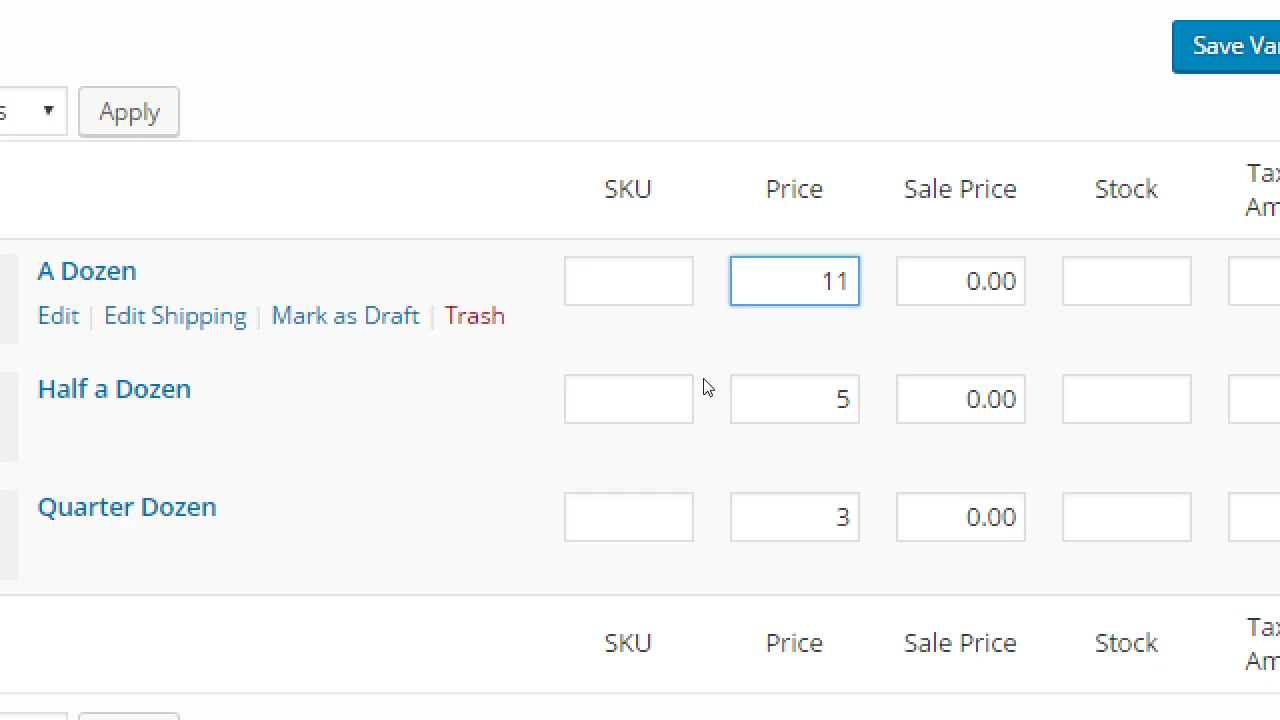 Save Va
s ▼ Apply
SKU Price Sale Price Stock Tax
Am
A Dozen 11 0.00
Edit | Edit Shipping | Mark as Draft | Trash
Half a Dozen 5 0.00
Quarter Dozen 3 0.00
SKU Price Sale Price Stock Tax
Am